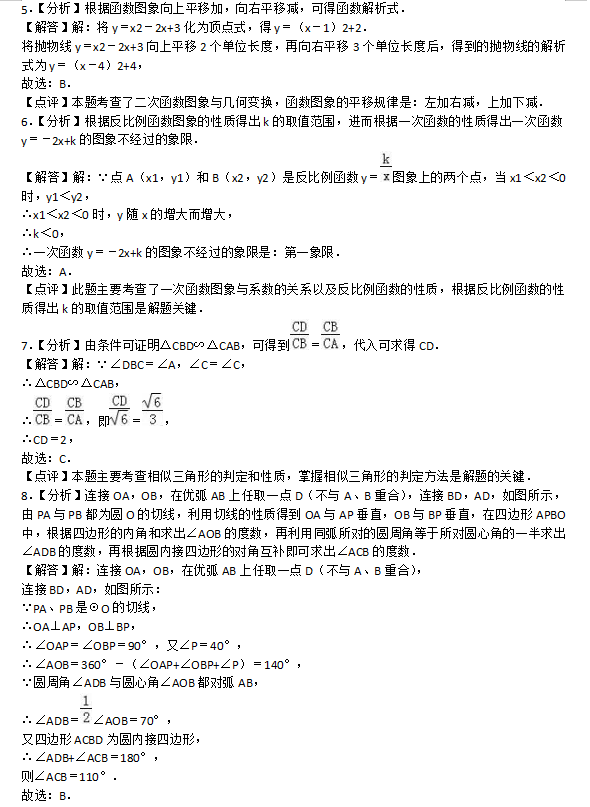 5.【分析】根据函数图象向上平移加,向右平移减,可得函数解析式.
【解答】解:将y=x2-2x+3化为顶点式,得y=(x-1)2+2.
将抛物线y=x2-2x+3向上平移2个单位长度,再向右平移3个单位长度后,得到的抛物线的解析
式为y=(x-4)2+4,
故选:B.
【点评】本题考查了二次函数图象与几何变换,函数图象的平移规律是:左加右减,上加下减.
6.【分析】根据反比例函数图象的性质得出k的取值范围,进而根据一次函数的性质得出一次函数
y=-2x+k的图象不经过的象限.
【解答】解:∵点A(x1,y1)和B(x2,y2)是反比例函数y=k/x图象上的两个点,当x1<x2<0
时,y1<y2,
∴x1<x2<0时,y随x的增大而增大,
∴k<0,
∴一次函数y=-2x+k的图象不经过的象限是:第一象限.
故选:A.
【点评】此题主要考查了一次函数图象与系数的关系以及反比例函数的性质,根据反比例函数的性
质得出k的取值范围是解题关键.
7.【分析】由条件可证明△CBD∽△CAB,可得到CD/CB=CB/CA,代入可求得CD.
【解答】解:∵∠DBC=∠A,∠C=∠C,
∴△CBD∽△CAB,
∴CD/CB=CB/CA,即CD/√6=√6/3,
∴CD=2,
故选:C.
【点评】本题主要考查相似三角形的判定和性质,掌握相似三角形的判定方法是解题的关键.
8.【分析】连接OA,OB,在优弧AB上任取一点D(不与A、B重合),连接BD,AD,如图所示,
由PA与PB都为圆O的切线,利用切线的性质得到OA与AP垂直,OB与BP垂直,在四边形APBO
中,根据四边形的内角和求出∠AOB的度数,再利用同弧所对的圆周角等于所对圆心角的一半求出
∠ADB的度数,再根据圆内接四边形的对角互补即可求出∠ACB的度数.
【解答】解:连接OA,OB,在优弧AB上任取一点D(不与A、B重合),
连接BD,AD,如图所示:
∵PA、PB是⊙O的切线,
∴OA⊥AP,OB⊥BP,
∴∠OAP=∠OBP=90°,又∠P=40°,
∴∠AOB=360°-(∠OAP+∠OBP+∠P)=140°,
∵圆周角∠ADB与圆心角∠AOB都对弧AB,
∴∠ADB=1/2∠AOB=70°,
又四边形ACBD为圆内接四边形,
∴∠ADB+∠ACB=180°,
则∠ACB=110°.
故选:B.